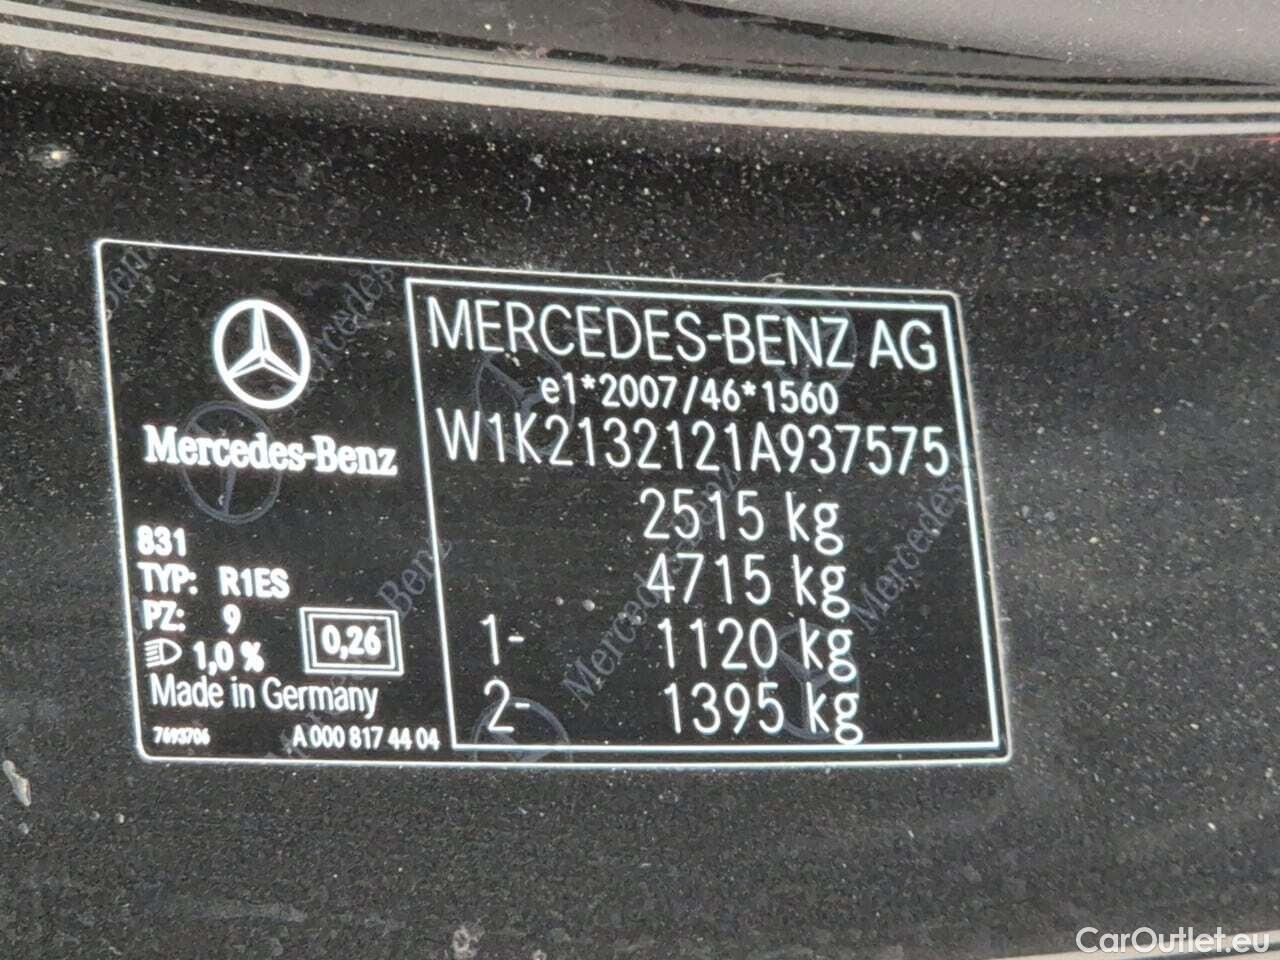 MERCEDES-BENZ AG
e1*2007/46*1560
W1K2132121A937575
2515 kg
4715 kg
1- 1120 kg
2- 1395 kg
Mercedes-Benz
831
TYP: R1ES
PZ: 9
1,0 %
0,26
Made in Germany
7693706
A 000 817 44 04
CarOutlet.eu